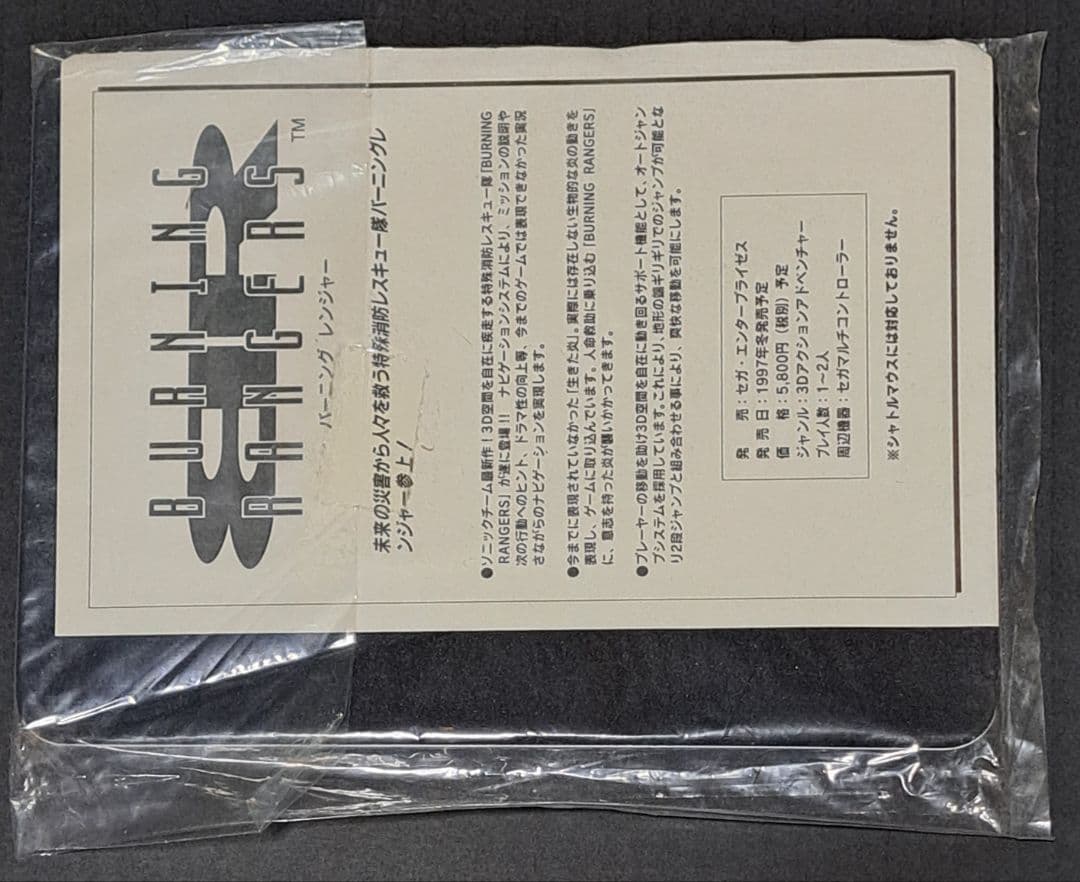 BURNING
RANGERS™
バーニング レンジャー
未来の災害から人々を救う特殊消防レスキュー隊バーニングレ
ンジャー参上!
●ソニックチーム最新作!3D空間を自在に疾走する特殊消防レスキュー隊「BURNING
RANGERS」が遂に登場!! ナビゲーションシステムにより、ミッションの説明や
次の行動へのヒント、ドラマ性の向上等、今までのゲームでは表現できなかった実況
さながらのナビゲーションを実現します。
●今までに表現されていなかった「生きた炎」。実際には存在しない生物的な炎の動きを
表現し、ゲームに取り込んでいます。人命救助に乗り込む「BURNING RANGERS」
に、意志を持った炎が襲いかかってきます。
●プレーヤーの移動を助け3D空間を自在に動き回るサポート機能として、オートジャン
プシステムを採用しています。これにより、地形の端ギリギリでのジャンプが可能とな
り2段ジャンプと組み合わせる事により、爽快な移動を可能にします。
発 売:セガ・エンタープライゼス
発 売 日:1997年冬発売予定
価 格:5,800円(税別)予定
ジャンル:3Dアクションアドベンチャー
プレイ人数:1〜2人
周辺機器:セガマルチコントローラー
※シャトルマウスには対応しておりません。